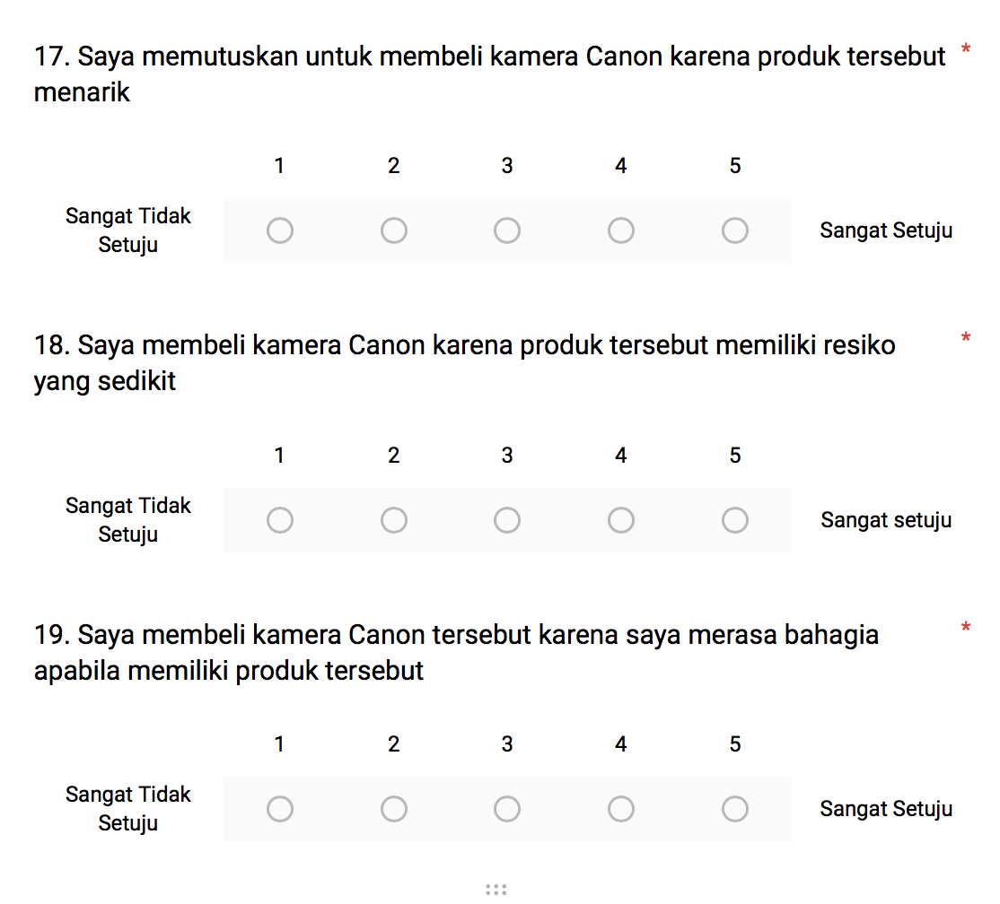 17. Saya memutuskan untuk membeli kamera Canon karena produk tersebut *
menarik
1 2 3 4 5
Sangat Tidak
Setuju
Sangat Setuju
18. Saya membeli kamera Canon karena produk tersebut memiliki resiko *
yang sedikit
1 2 3 4 5
Sangat Tidak
Setuju
Sangat setuju
19. Saya membeli kamera Canon tersebut karena saya merasa bahagia *
apabila memiliki produk tersebut
1 2 3 4 5
Sangat Tidak
Setuju
Sangat Setuju